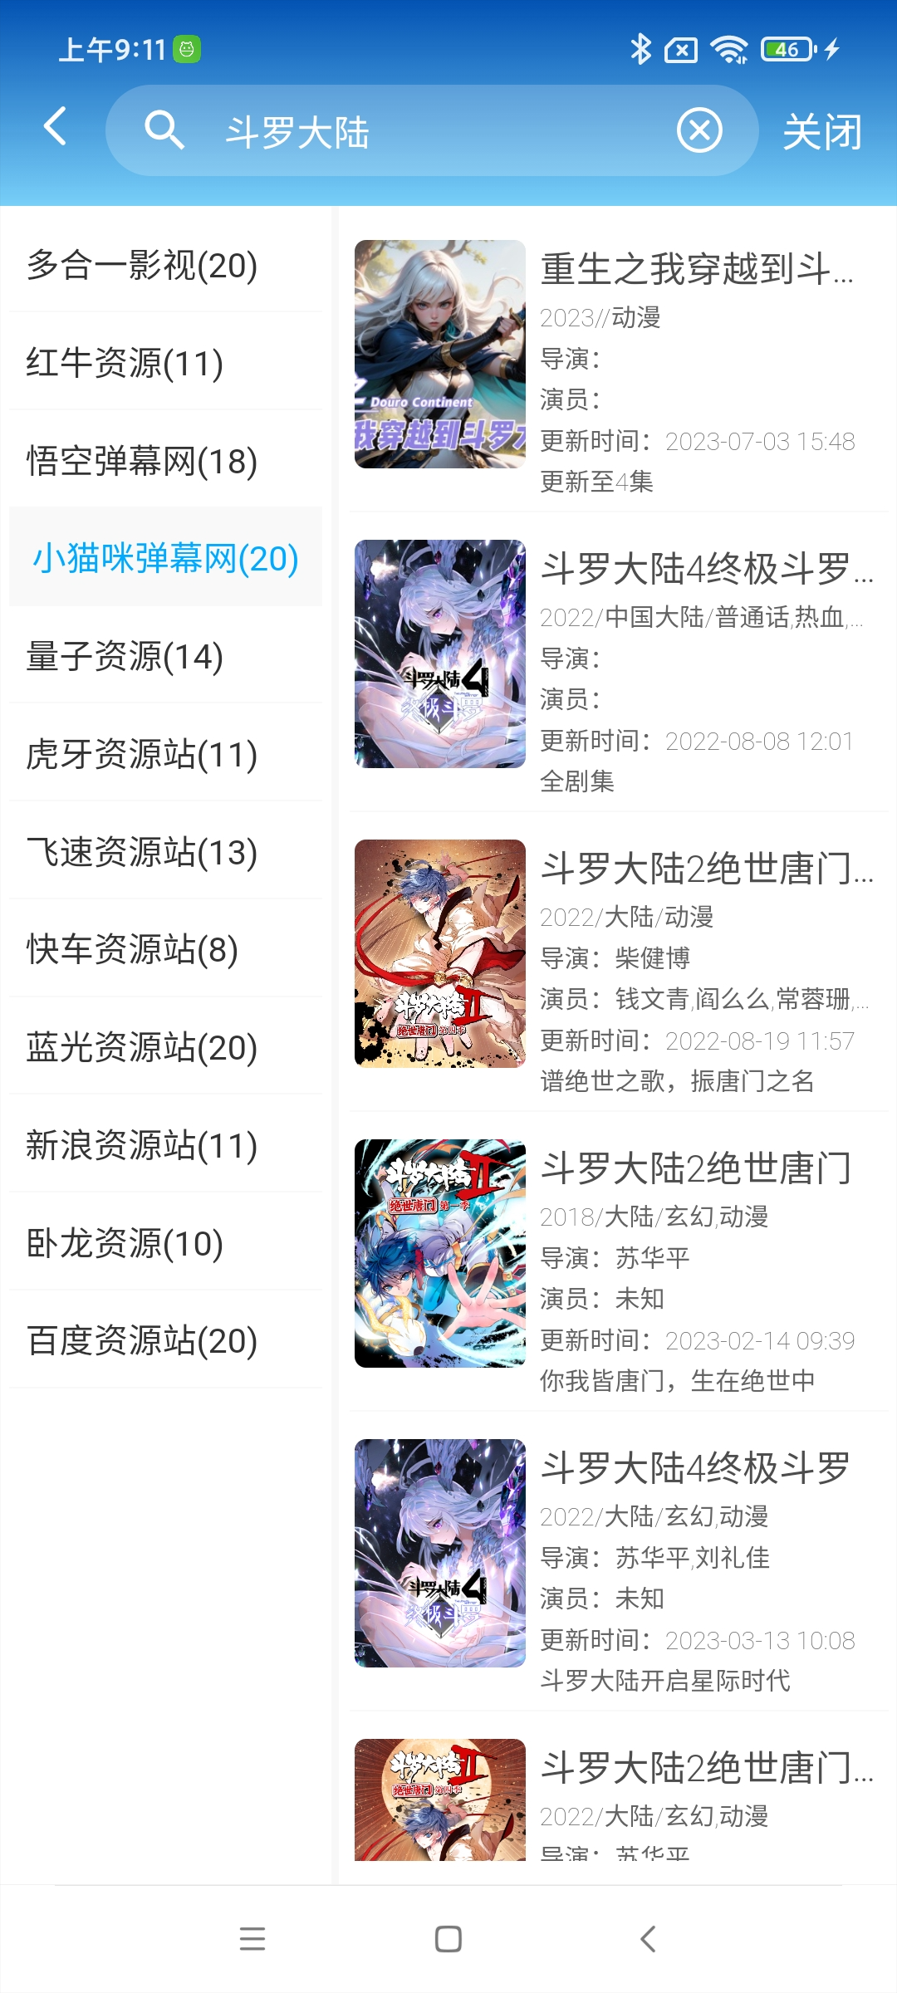 上午9:11
46
斗罗大陆
关闭
多合一影视(20)
红牛资源(11)
悟空弹幕网(18)
小猫咪弹幕网(20)
量子资源(14)
虎牙资源站(11)
飞速资源站(13)
快车资源站(8)
蓝光资源站(20)
新浪资源站(11)
卧龙资源(10)
百度资源站(20)
Douro Continent
我穿越到斗罗大
重生之我穿越到斗...
2023//动漫
导演：
演员：
更新时间：2023-07-03 15:48
更新至4集
斗罗大陆4
终极斗罗
斗罗大陆4终极斗罗...
2022/中国大陆/普通话,热血,...
导演：
演员：
更新时间：2022-08-08 12:01
全剧集
斗罗大陆II
绝世唐门 第四季
斗罗大陆2绝世唐门...
2022/大陆/动漫
导演：柴健博
演员：钱文青,阎么么,常蓉珊,...
更新时间：2022-08-19 11:57
谱绝世之歌，振唐门之名
斗罗大陆II
绝世唐门 第一季
斗罗大陆2绝世唐门
2018/大陆/玄幻,动漫
导演：苏华平
演员：未知
更新时间：2023-02-14 09:39
你我皆唐门，生在绝世中
斗罗大陆4
终极斗罗
斗罗大陆4终极斗罗
2022/大陆/玄幻,动漫
导演：苏华平,刘礼佳
演员：未知
更新时间：2023-03-13 10:08
斗罗大陆开启星际时代
斗罗大陆II
绝世唐门 第四季
斗罗大陆2绝世唐门...
2022/大陆/玄幻,动漫
导演：苏华平